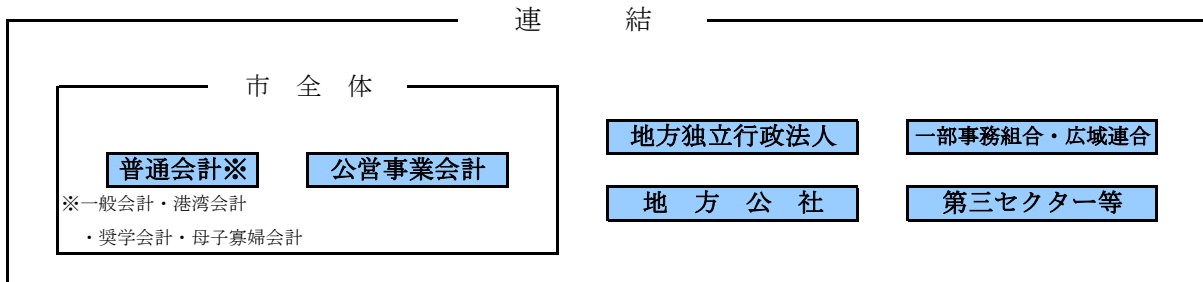 連　　　結
市　全　体
地方独立行政法人
一部事務組合・広域連合
普通会計※
公営事業会計
※一般会計・港湾会計
・奨学会計・母子寡婦会計
地　方　公　社
第三セクター等